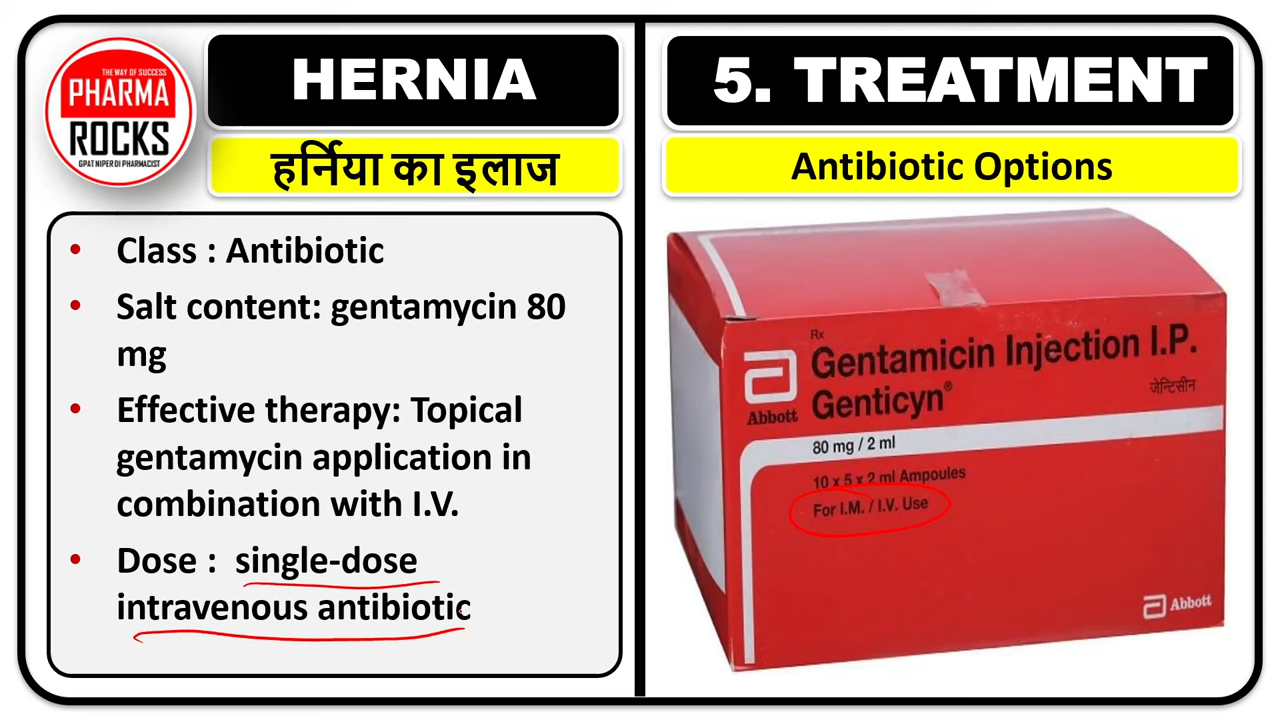 THE WAY OF SUCCESS
PHARMA
ROCKS
GPAT NIPER DI PHARMACIST
HERNIA
हर्निया का इलाज
• Class : Antibiotic
• Salt content: gentamycin 80
mg
• Effective therapy: Topical
gentamycin application in
combination with I.V.
• Dose : single-dose
intravenous antibiotic
5. TREATMENT
Antibiotic Options
Rx
Gentamicin Injection I.P.
Genticyn®
जेन्टिसीन
Abbott
80 mg / 2 ml
10 x 5 x 2 ml Ampoules
For I.M. / I.V. Use
Abbott